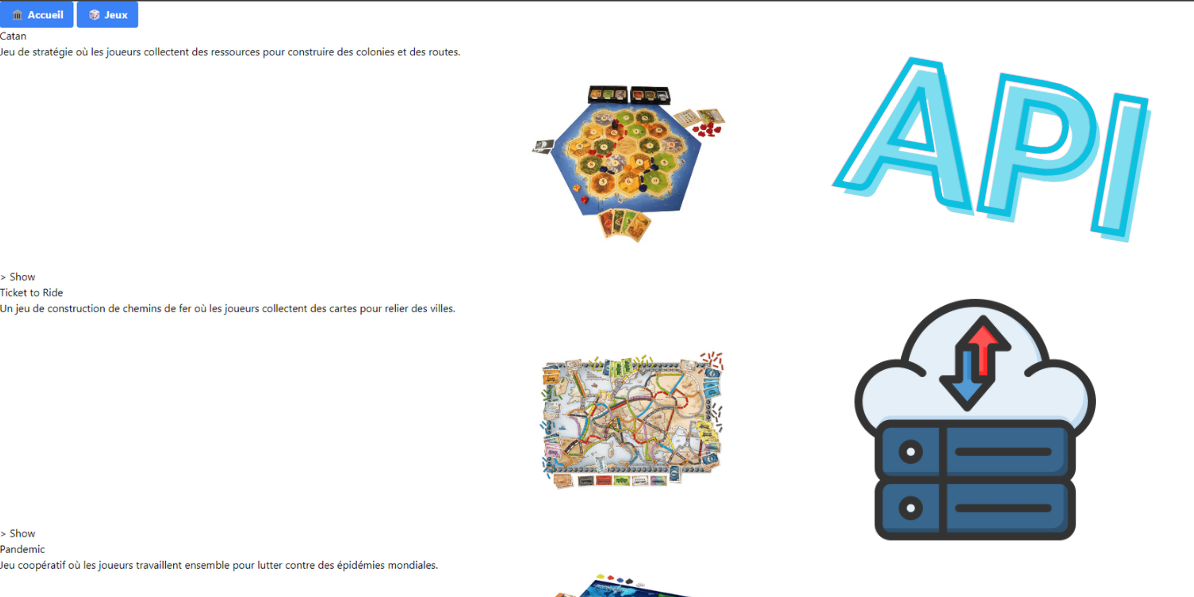 Accueil
Jeux
Catan
Jeu de stratégie où les joueurs collectent des ressources pour construire des colonies et des routes.
API
> Show
Ticket to Ride
Un jeu de construction de chemins de fer où les joueurs collectent des cartes pour relier des villes.
> Show
Pandemic
Jeu coopératif où les joueurs travaillent ensemble pour lutter contre des épidémies mondiales.